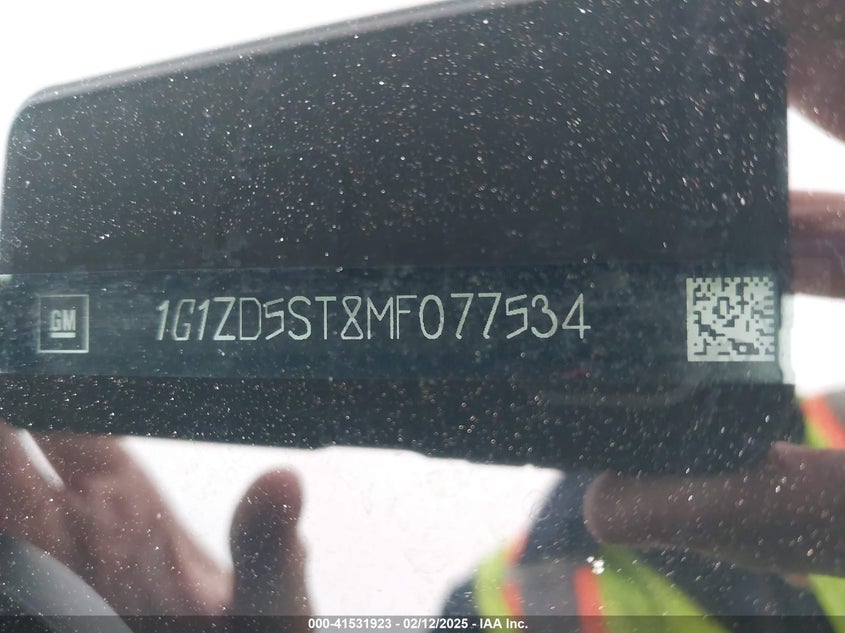 GM 1G1ZD5ST8MF077534
000-41531923 - 02/12/2025 - IAA Inc.